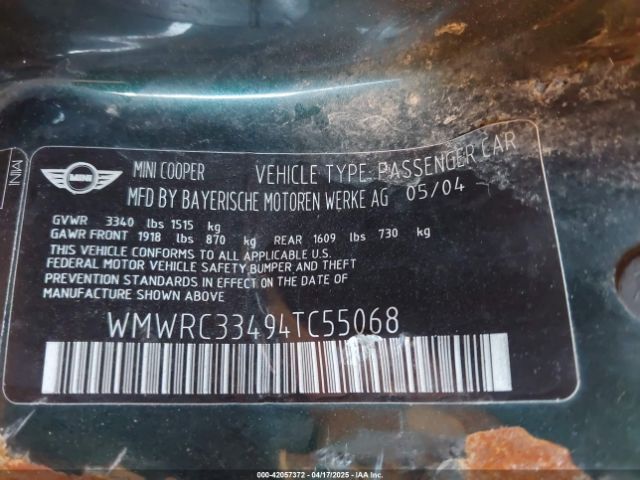 MINI
MINI
MINI COOPER VEHICLE TYPE: PASSENGER CAR
MFD BY BAYERISCHE MOTOREN WERKE AG 05/04
GVWR 3340 lbs 1515 kg
GAWR FRONT 1918 lbs 870 kg REAR 1609 lbs 730 kg
THIS VEHICLE CONFORMS TO ALL APPLICABLE U.S.
FEDERAL MOTOR VEHICLE SAFETY BUMPER AND THEFT
PREVENTION STANDARDS IN EFFECT ON THE DATE OF
MANUFACTURE SHOWN ABOVE
WMWRC33494TC55068
000-42057372 - 04/17/2025 - IAA Inc.